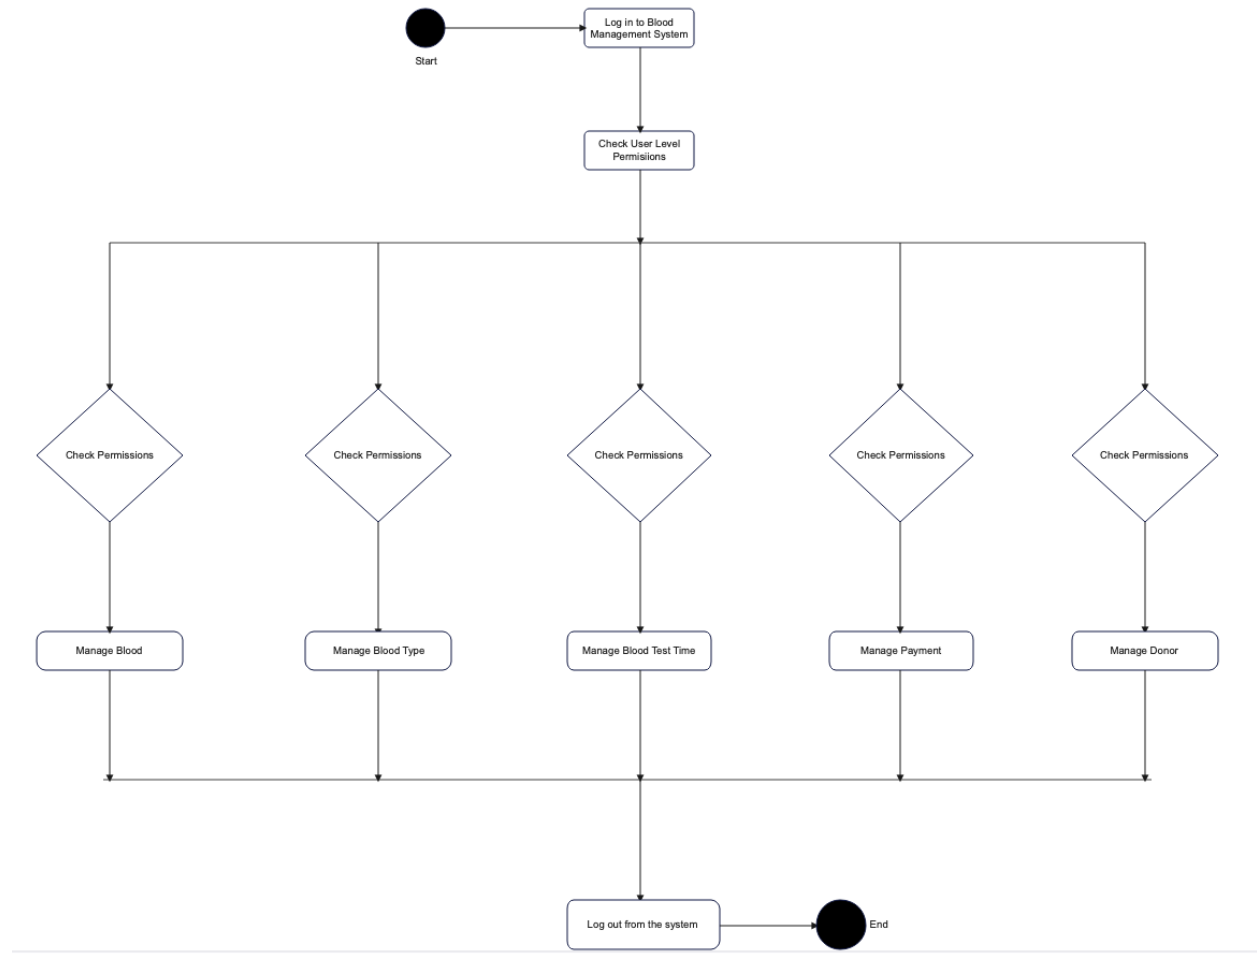 Log in to Blood
Management System
Start
Check User Level
Permisiions
Check Permissions
Check Permissions
Check Permissions
Check Permissions
Check Permissions
Manage Blood
Manage Blood Type
Manage Blood Test Time
Manage Payment
Manage Donor
Log out from the system
End